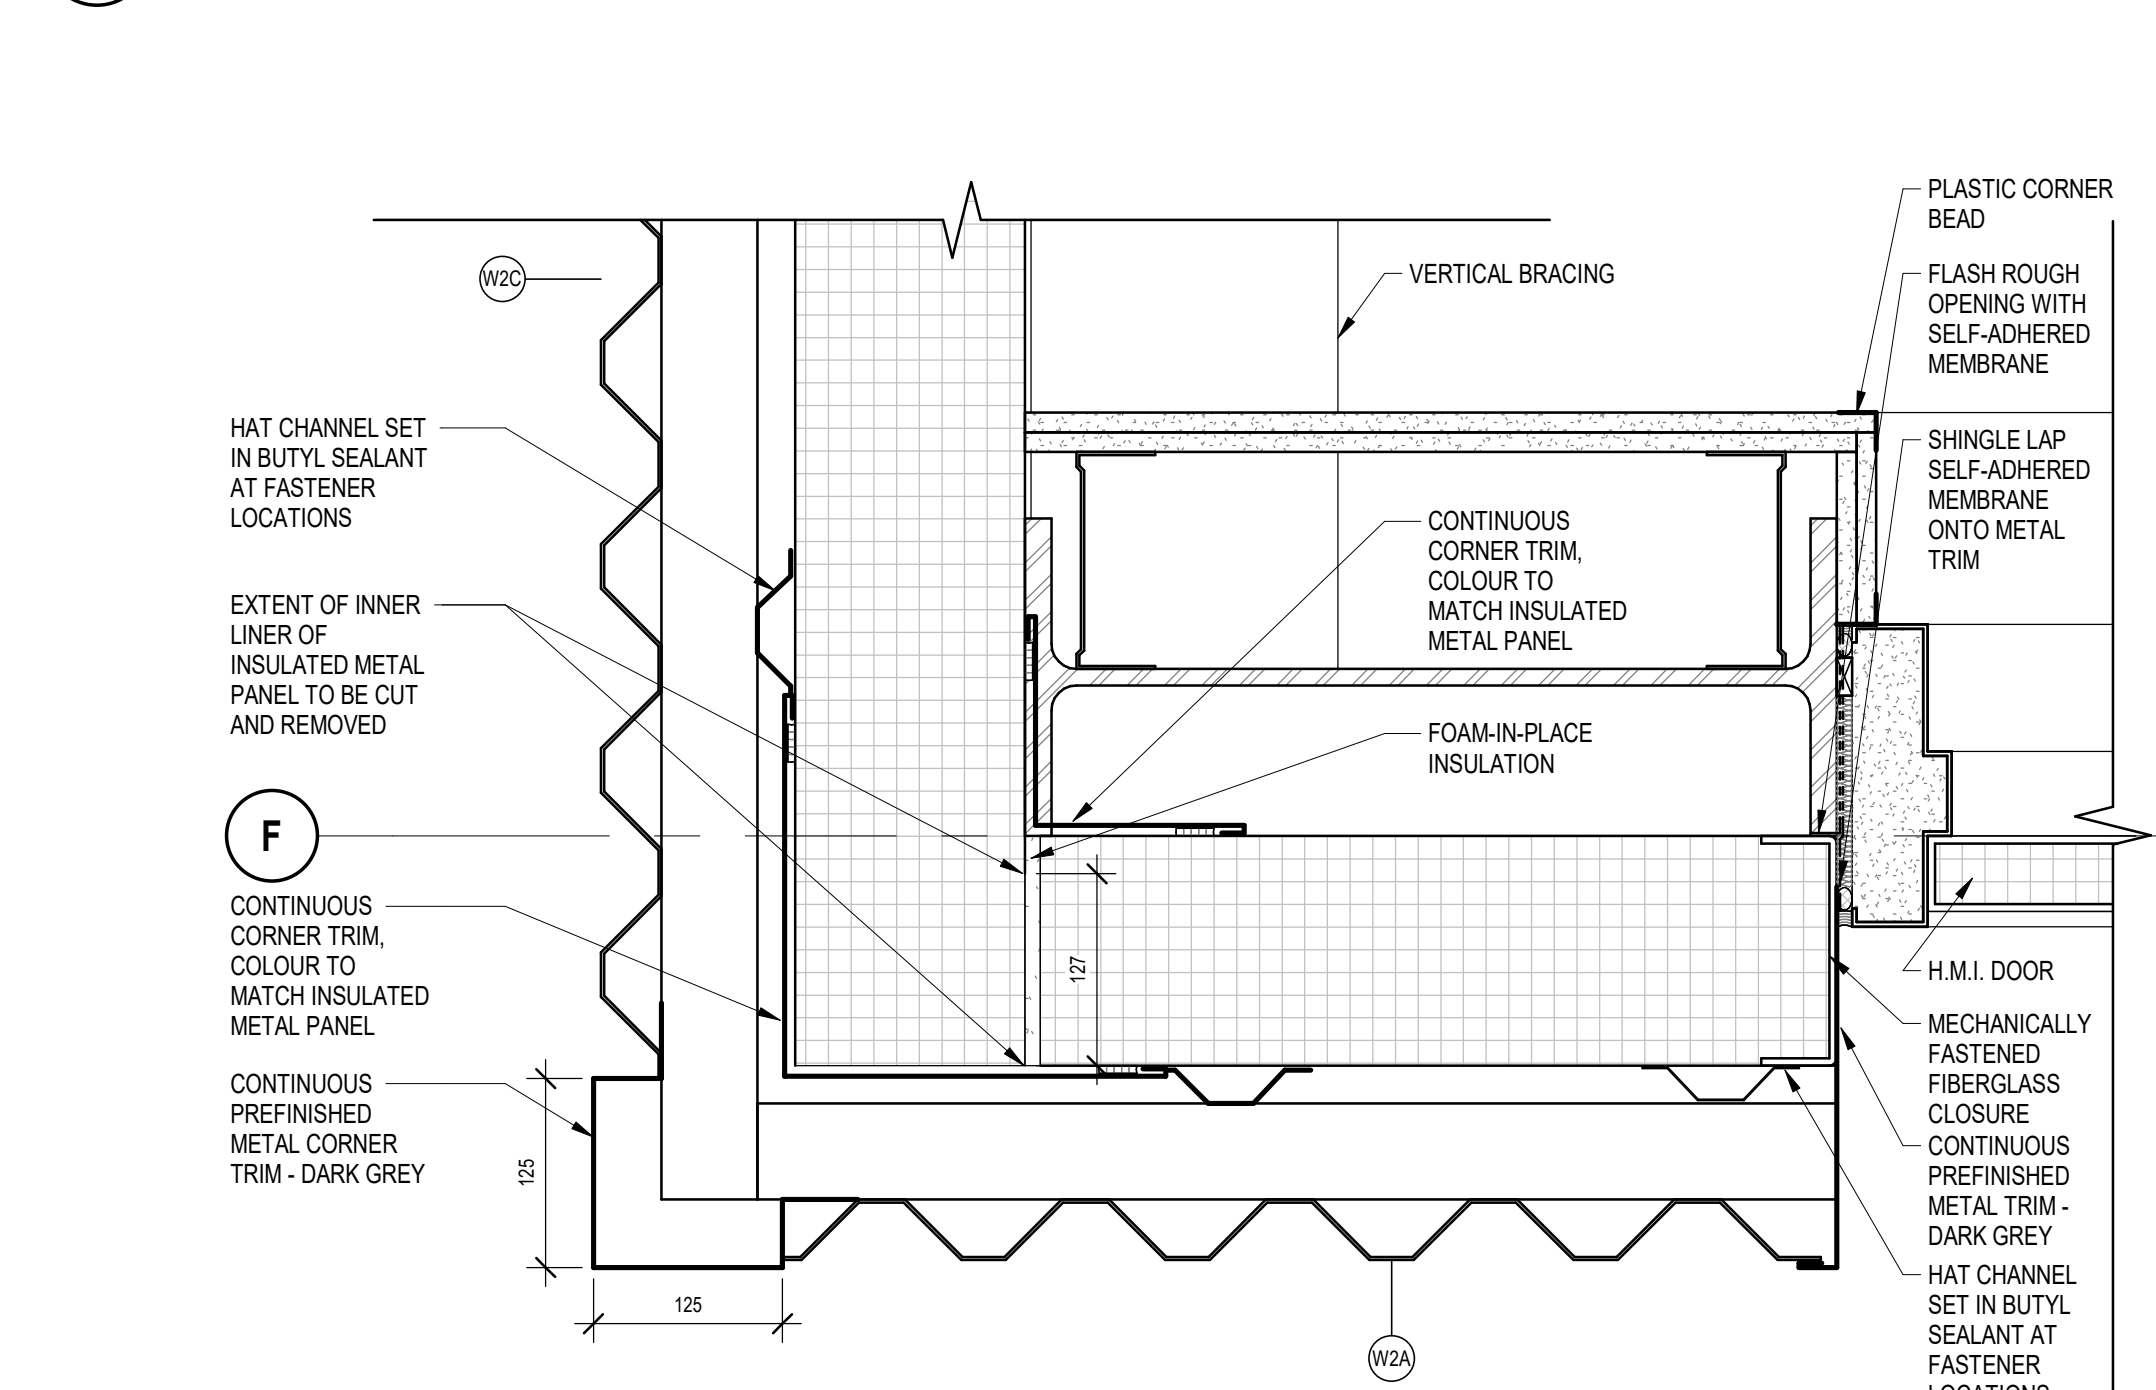 PLASTIC CORNER
BEAD
W2C
VERTICAL BRACING
FLASH ROUGH
OPENING WITH
SELF-ADHERED
MEMBRANE
HAT CHANNEL SET
IN BUTYL SEALANT
AT FASTENER
LOCATIONS
SHINGLE LAP
SELF-ADHERED
MEMBRANE
ONTO METAL
TRIM
CONTINUOUS
CORNER TRIM,
COLOUR TO
MATCH INSULATED
METAL PANEL
EXTENT OF INNER
LINER OF
INSULATED METAL
PANEL TO BE CUT
AND REMOVED
FOAM-IN-PLACE
INSULATION
F
CONTINUOUS
CORNER TRIM,
COLOUR TO
MATCH INSULATED
METAL PANEL
127
H.M.I. DOOR
MECHANICALLY
FASTENED
FIBERGLASS
CLOSURE
CONTINUOUS
PREFINISHED
METAL CORNER
TRIM - DARK GREY
125
125
CONTINUOUS
PREFINISHED
METAL TRIM -
DARK GREY
HAT CHANNEL
SET IN BUTYL
SEALANT AT
FASTENER
LOCATIONS
W2A